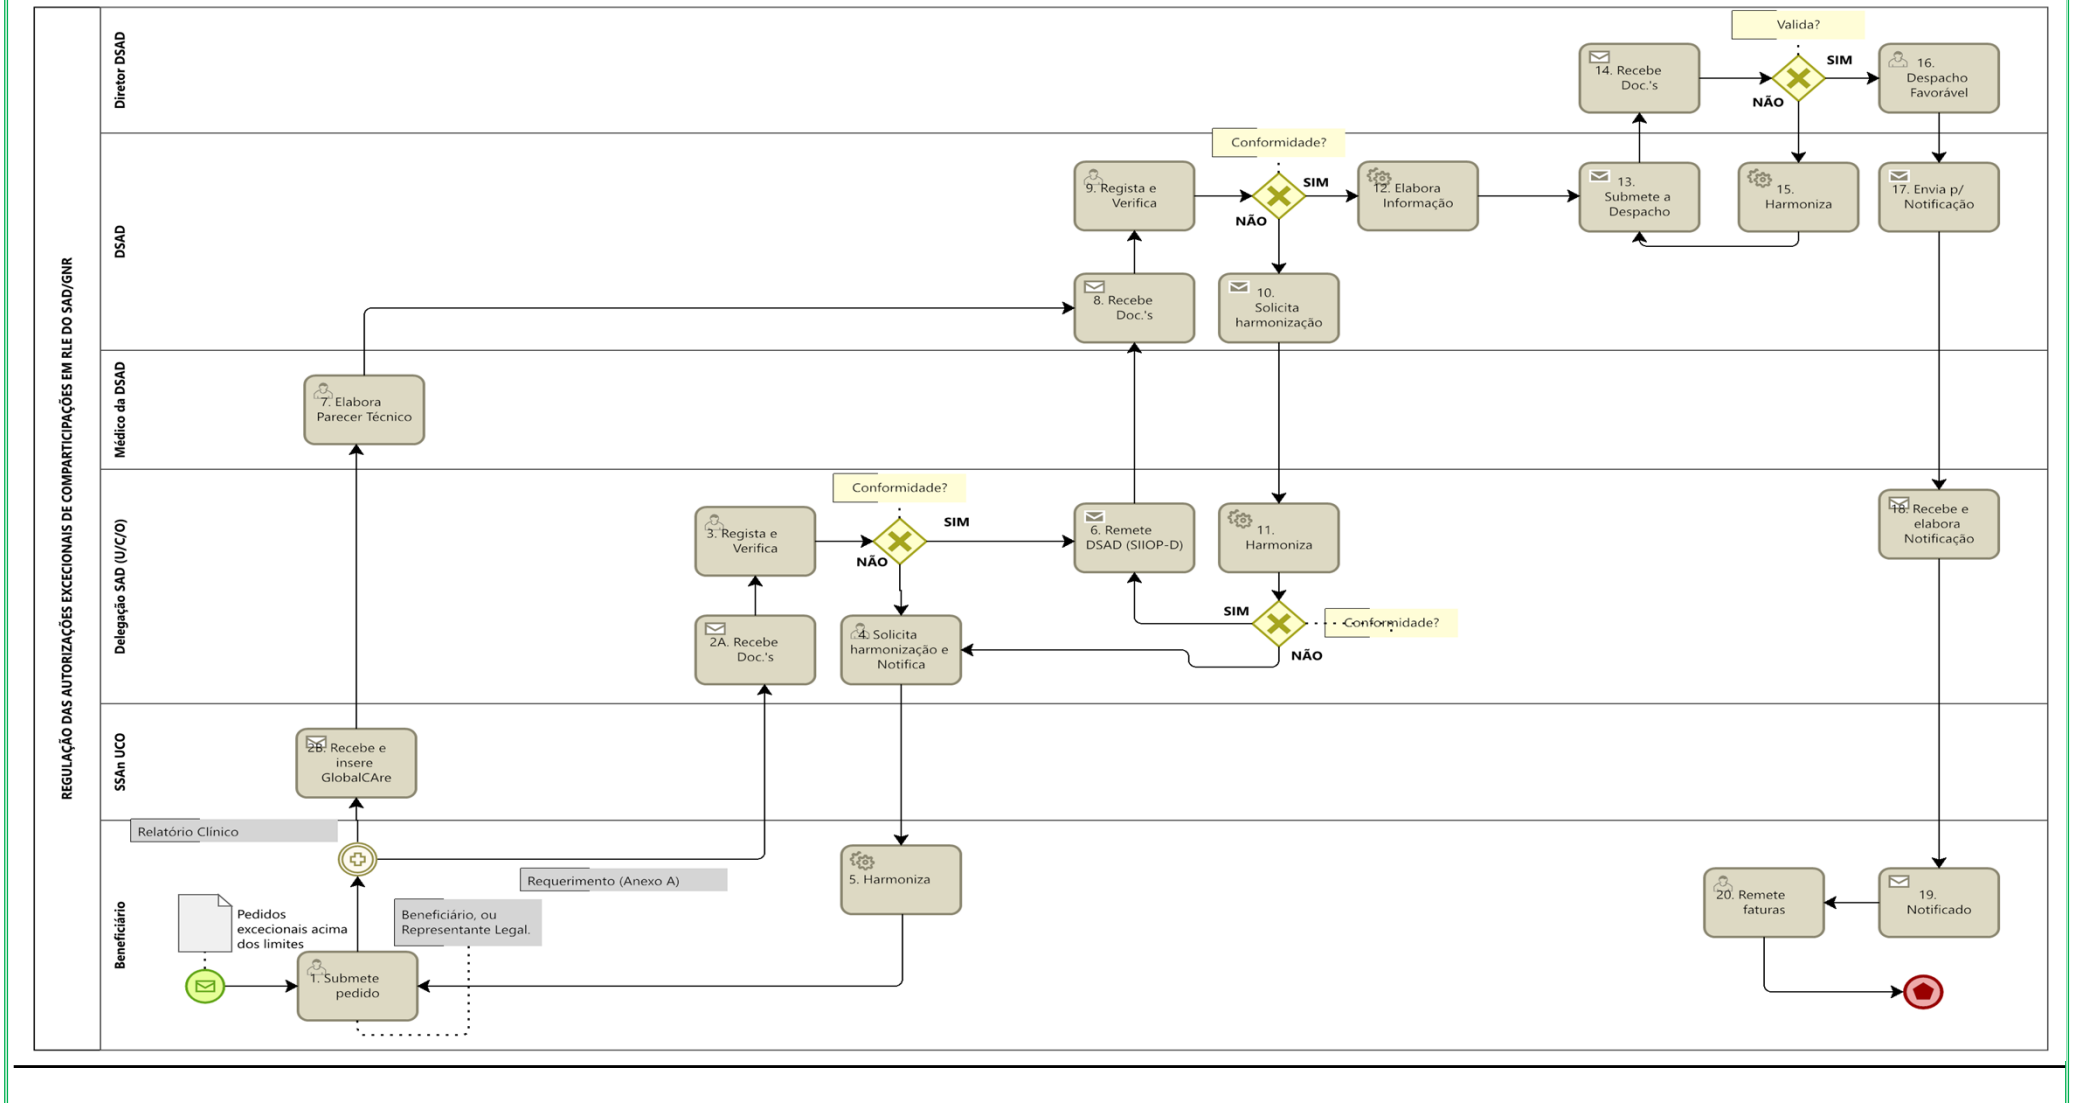 REGULAÇÃO DAS AUTORIZAÇÕES EXCECIONAIS DE COMPARTICIPAÇÕES EM RLE DO SAD/GNR
Diretor DSAD
14. Recebe
Doc.'s
Valida?
SIM
NÃO
16.
Despacho
Favorável
DSAD
9. Regista e
Verifica
Conformidade?
SIM
NÃO
12. Elabora
Informação
13.
Submete a
Despacho
15.
Harmoniza
17. Envia p/
Notificação
8. Recebe
Doc.'s
10.
Solicita
harmonização
Médico da DSAD
7. Elabora
Parecer Técnico
Delegação SAD (U/C/O)
3. Regista e
Verifica
Conformidade?
SIM
NÃO
6. Remete
DSAD (SIIOP-D)
11.
Harmoniza
18. Recebe e
elabora
Notificação
2A. Recebe
Doc.'s
4. Solicita
harmonização e
Notifica
SIM
Conformidade?
NÃO
SSAn UCO
2B. Recebe e
insere
GlobalCAre
Beneficiário
Relatório Clínico
Requerimento (Anexo A)
Pedidos
excecionais acima
dos limites
Beneficiário, ou
Representante Legal.
1. Submete
pedido
5. Harmoniza
20. Remete
faturas
19.
Notificado